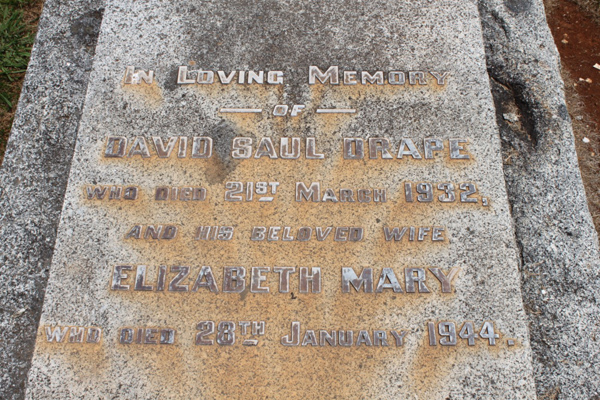 In Loving Memory
of
DAVID SAUL DRAPE
WHO DIED 21ST MARCH 1932,
AND HIS BELOVED WIFE
ELIZABETH MARY
WHO DIED 28TH JANUARY 1944.